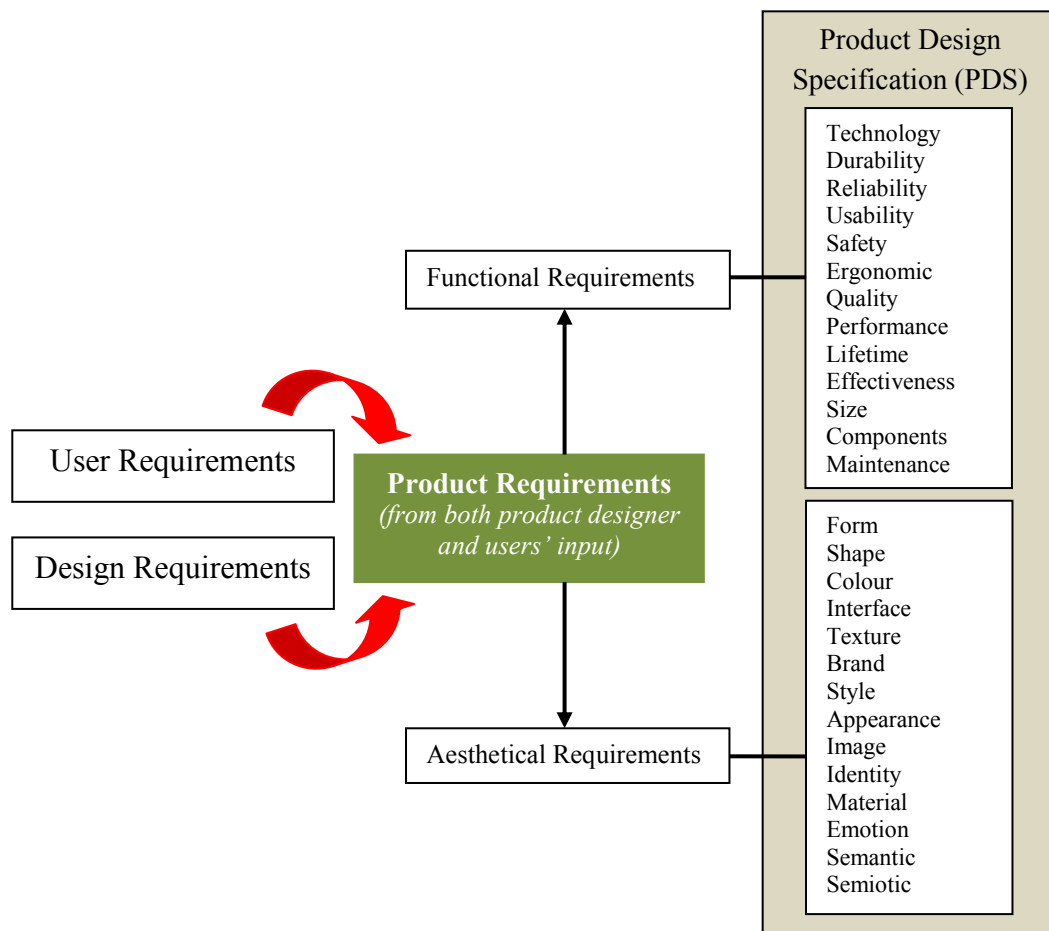 Product Design
Specification (PDS)
Technology
Durability
Reliability
Usability
Safety
Ergonomic
Quality
Performance
Lifetime
Effectiveness
Size
Components
Maintenance
Functional Requirements
User Requirements
Design Requirements
Product Requirements
(from both product designer
and users’ input)
Aesthetical Requirements
Form
Shape
Colour
Interface
Texture
Brand
Style
Appearance
Image
Identity
Material
Emotion
Semantic
Semiotic